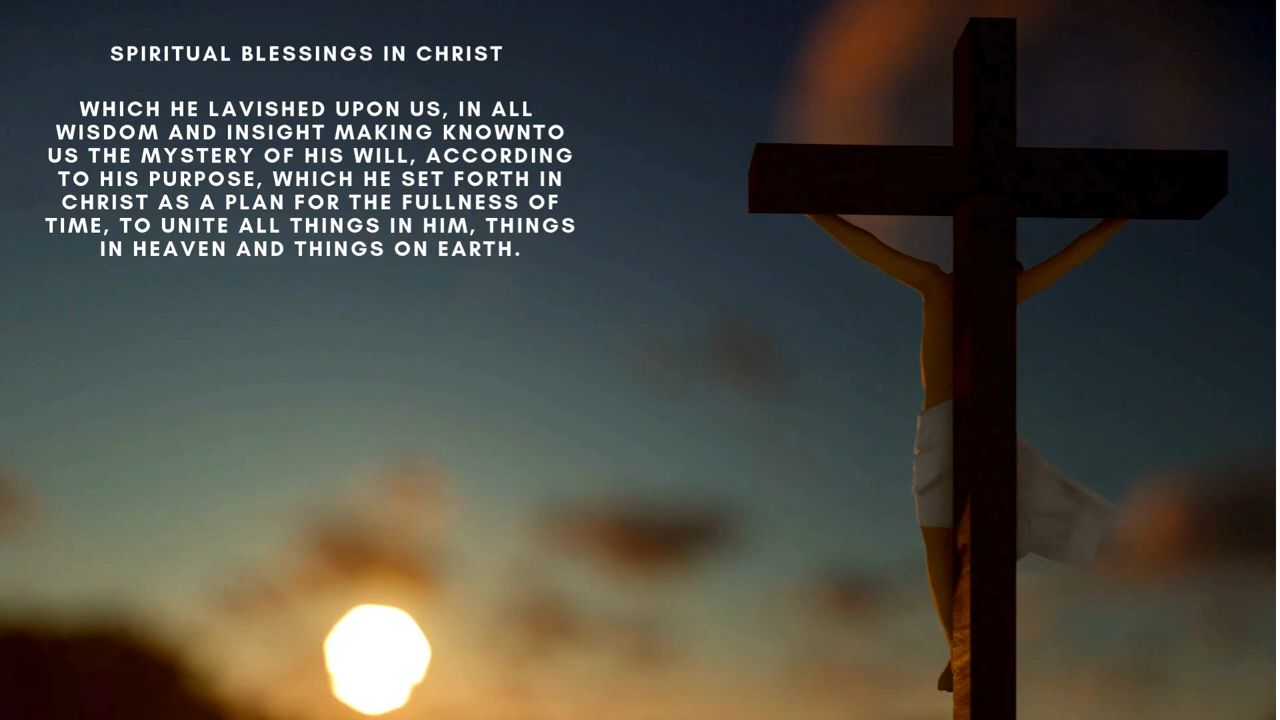 SPIRITUAL BLESSINGS IN CHRIST
WHICH HE LAVISHED UPON US, IN ALL
WISDOM AND INSIGHT MAKING KNOWNTO
US THE MYSTERY OF HIS WILL, ACCORDING
TO HIS PURPOSE, WHICH HE SET FORTH IN
CHRIST AS A PLAN FOR THE FULLNESS OF
TIME, TO UNITE ALL THINGS IN HIM, THINGS
IN HEAVEN AND THINGS ON EARTH.